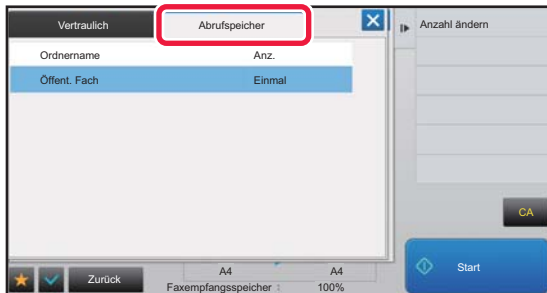 Vertraulich
Abrufspeicher
Anzahl ändern
Ordnername Anz.
Öffent. Fach Einmal
CA
Start
Zurück
A4 A4
Faxempfangsspeicher : 100%